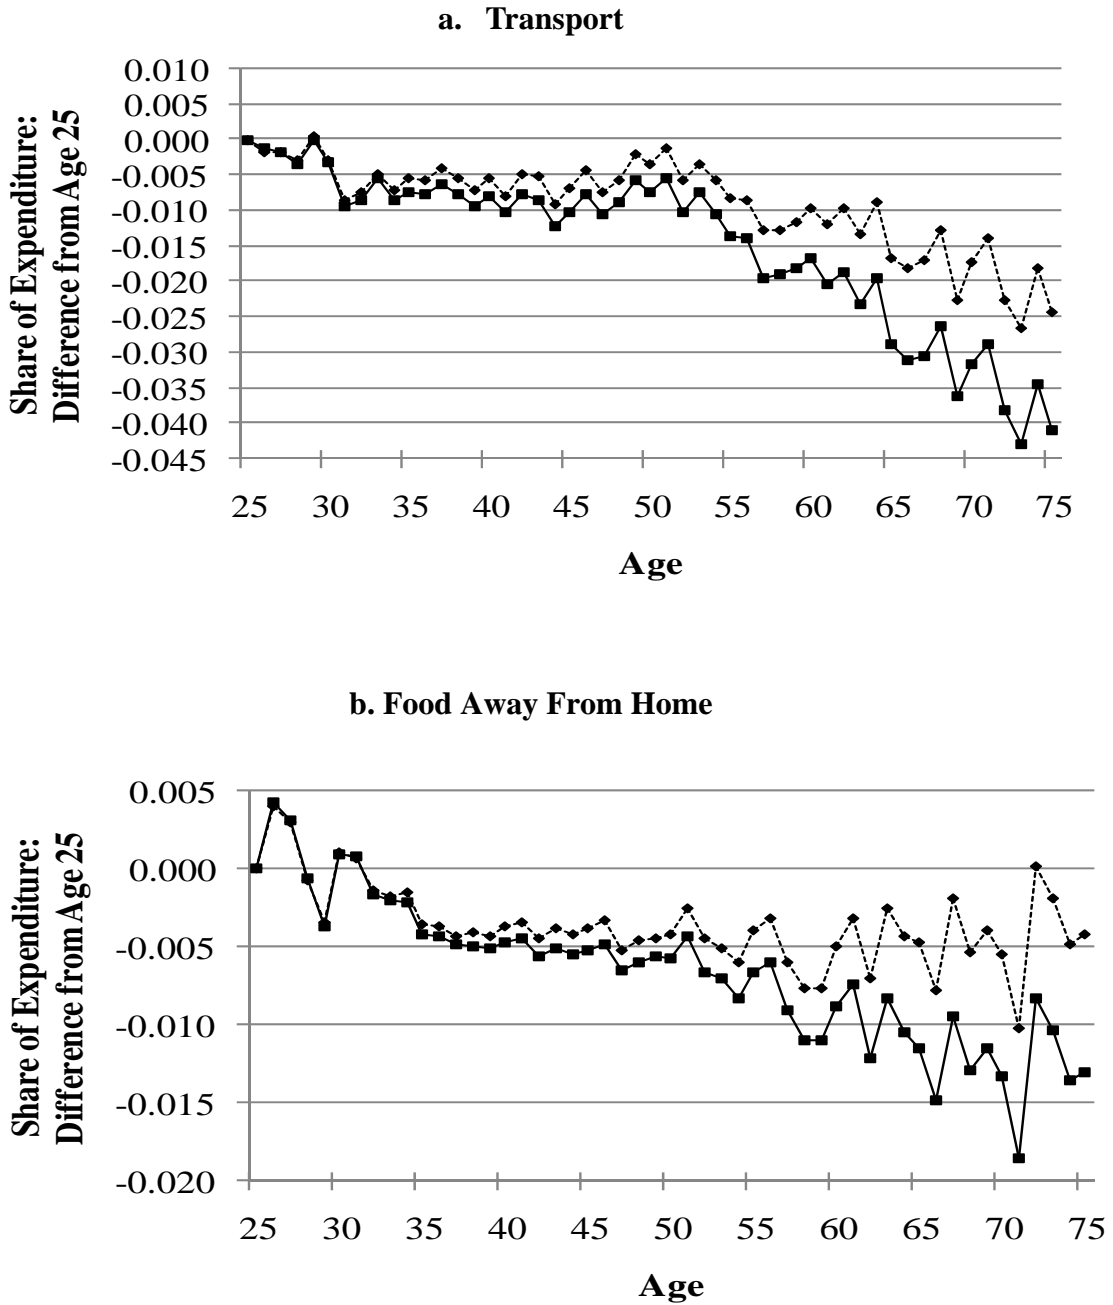 a. Transport
0.010
0.005
0.000
-0.005
-0.010
-0.015
-0.020
-0.025
-0.030
-0.035
-0.040
-0.045
Share of Expenditure:
Difference from Age 25
25 30 35 40 45 50 55 60 65 70 75
Age
b. Food Away From Home
0.005
0.000
-0.005
-0.010
-0.015
-0.020
Share of Expenditure:
Difference from Age 25
25 30 35 40 45 50 55 60 65 70 75
Age